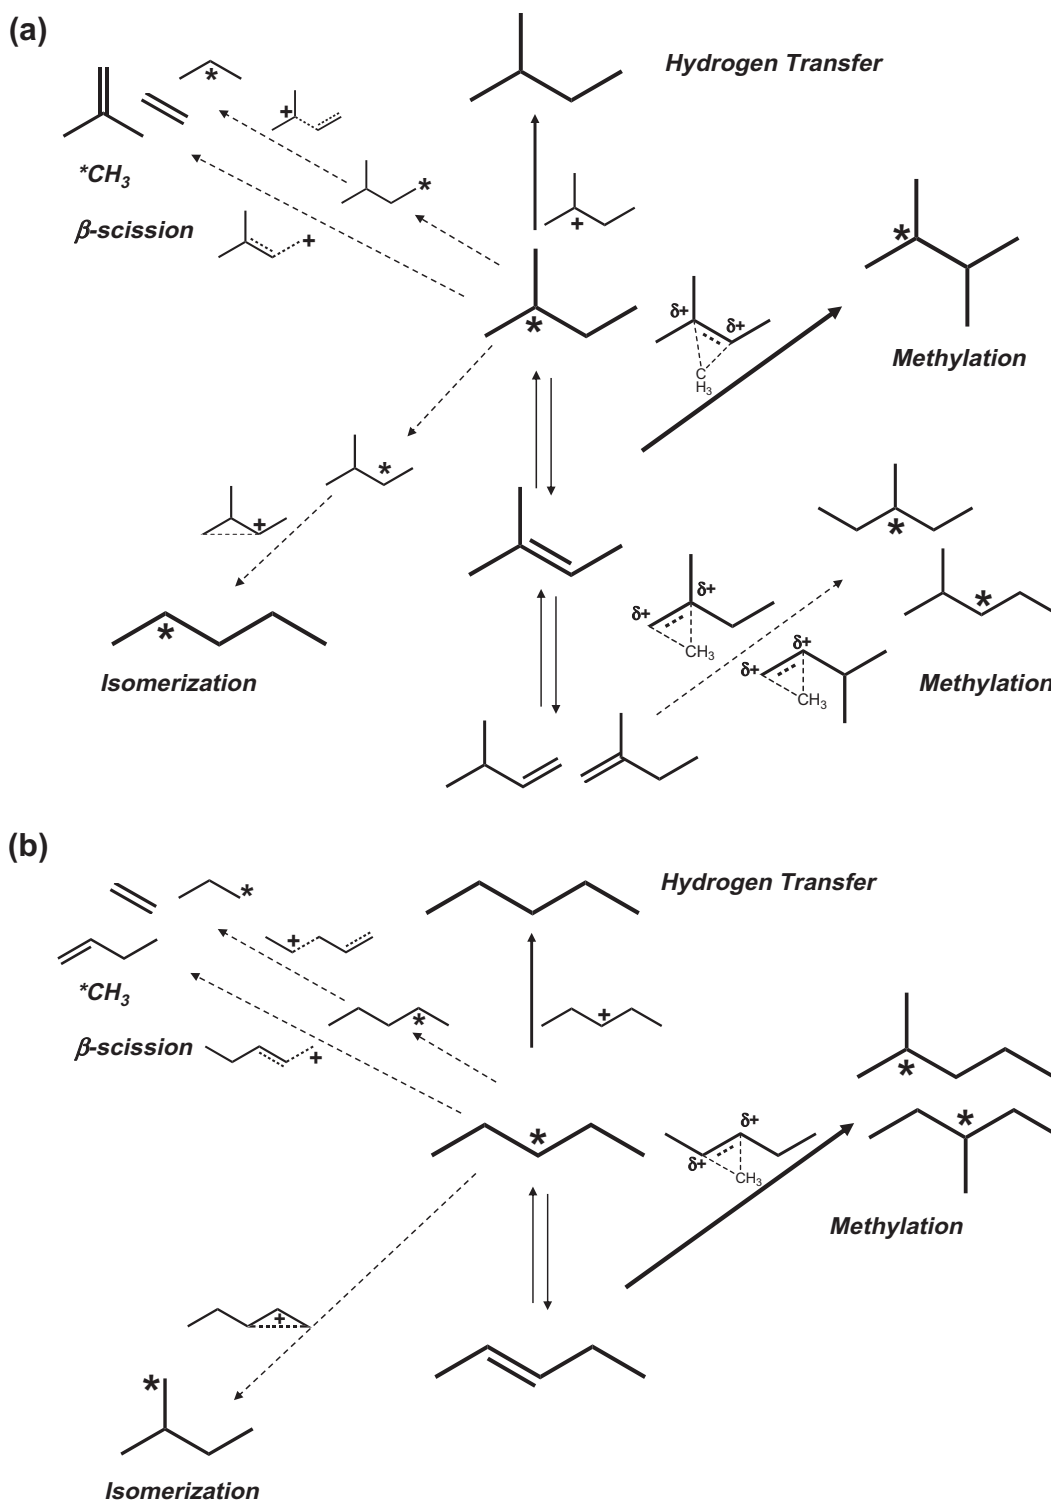 (a)
Hydrogen Transfer
*
+
*CH3
*
+
β-scission
+
*
*
δ+
δ+
C
H3
Methylation
*
+
*
δ+
δ+
CH3
*
*
Isomerization
δ+
δ+
CH3
Methylation
(b)
*
Hydrogen Transfer
+
*CH3
*
+
β-scission
+
*
*
*
δ+
δ+
CH3
Methylation
+
*
Isomerization